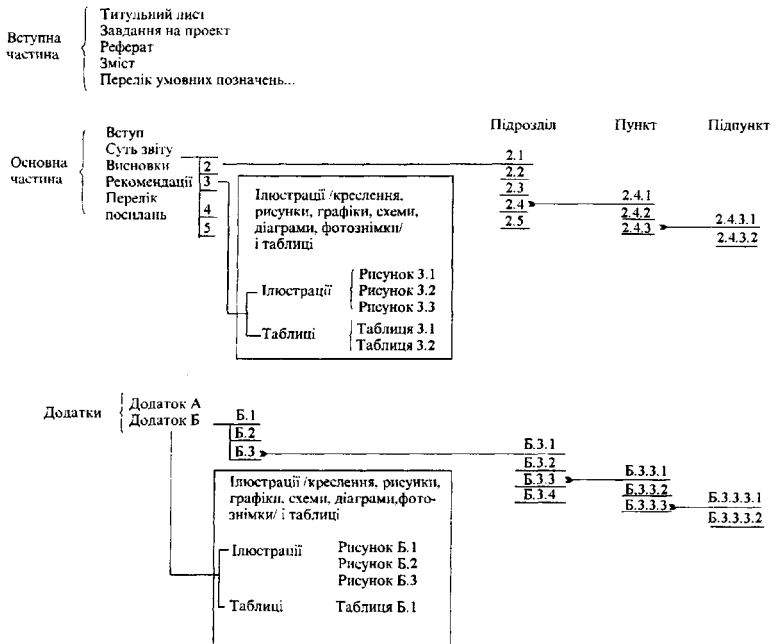 Вступна
частина
Титульний лист
Завдання на проект
Реферат
Зміст
Перелік умовних позначень...
Основна
частина
Вступ
Суть звіту
Висновки
Рекомендації
Перелік
посилань
2
3
4
5
Підрозділ
2.1
2.2
2.3
2.4
2.5
Пункт
2.4.1
2.4.2
2.4.3
Підпункт
2.4.3.1
2.4.3.2
Ілюстрації /креслення,
рисунки, графіки, схеми,
діаграми, фотознімки/
і таблиці
Ілюстрації
Рисунок 3.1
Рисунок 3.2
Рисунок 3.3
Таблиці
Таблиця 3.1
Таблиця 3.2
Додатки
Додаток А
Додаток Б
Б.1
Б.2
Б.3
Б.3.1
Б.3.2
Б.3.3
Б.3.4
Б.3.3.1
Б.3.3.2
Б.3.3.3
Б.3.3.3.1
Б.3.3.3.2
Ілюстрації /креслення, рисунки,
графіки, схеми, діаграми,фото-
знімки/ і таблиці
Ілюстрації
Рисунок Б.1
Рисунок Б.2
Рисунок Б.3
Таблиці
Таблиця Б.1